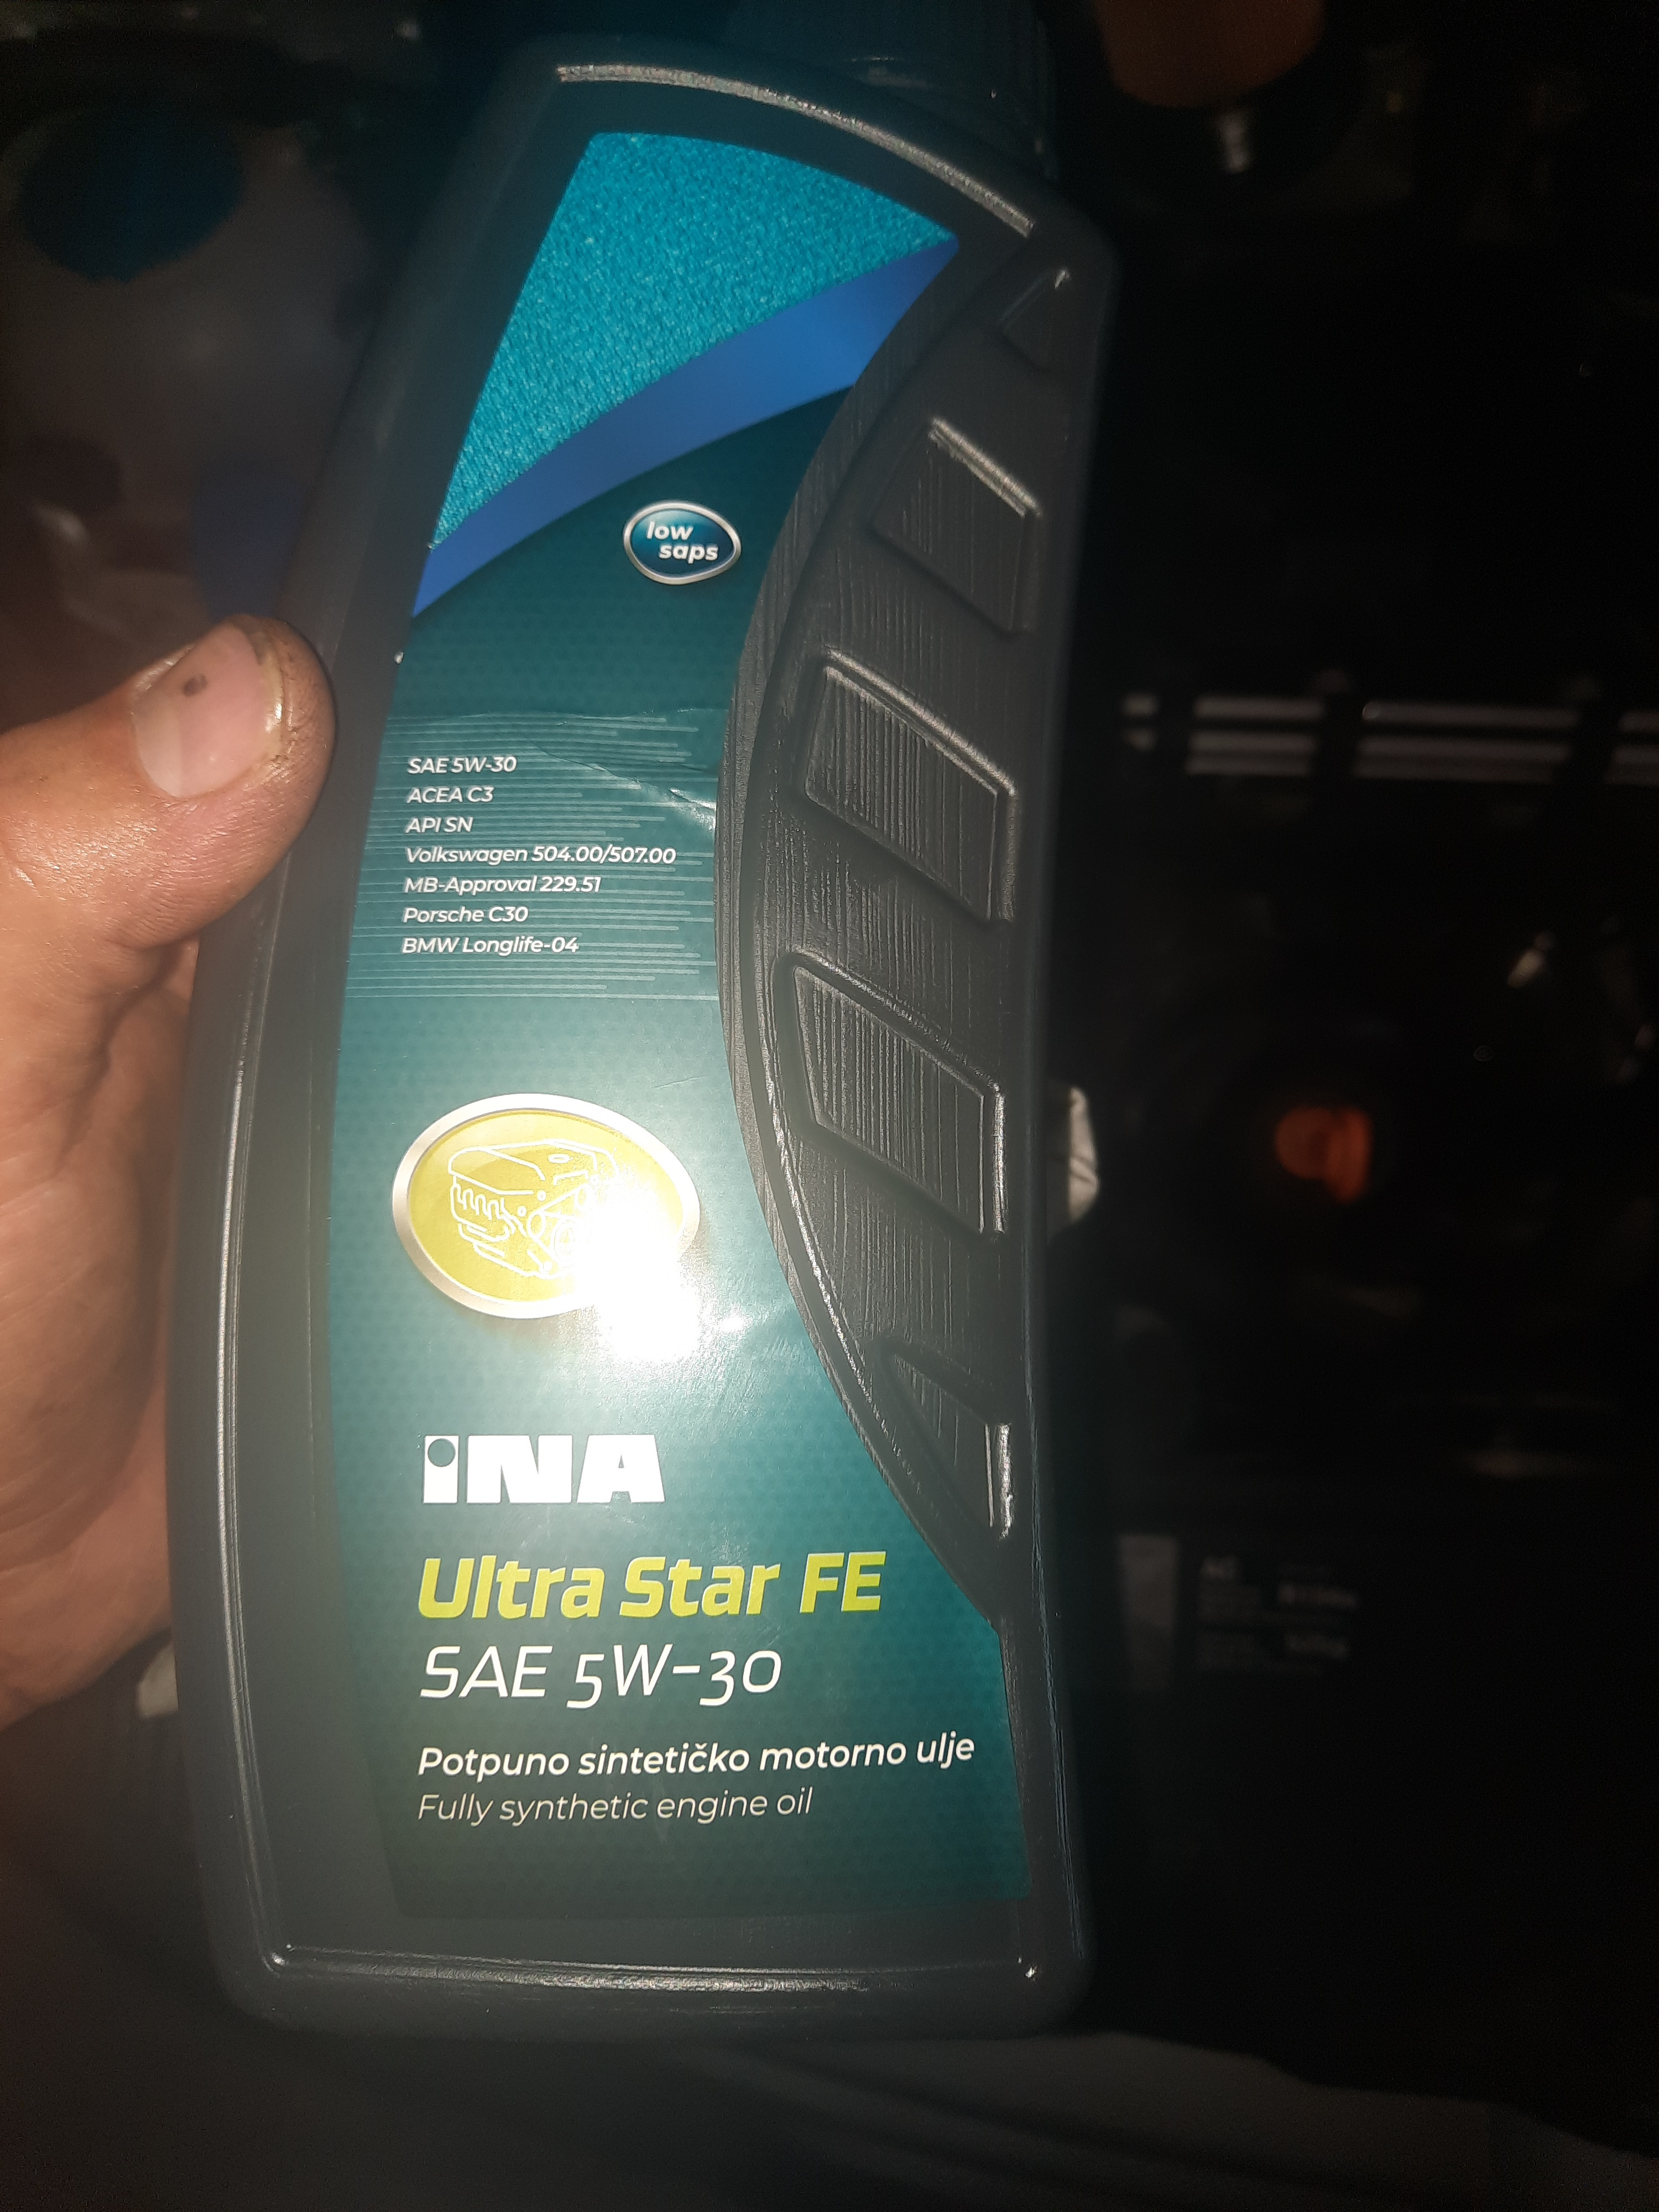 low
saps
SAE 5W-30
ACEA C3
API SN
Volkswagen 504.00/507.00
MB-Approval 229.51
Porsche C30
BMW Longlife-04
INA
Ultra Star FE
SAE 5W-30
Potpuno sintetičko motorno ulje
Fully synthetic engine oil